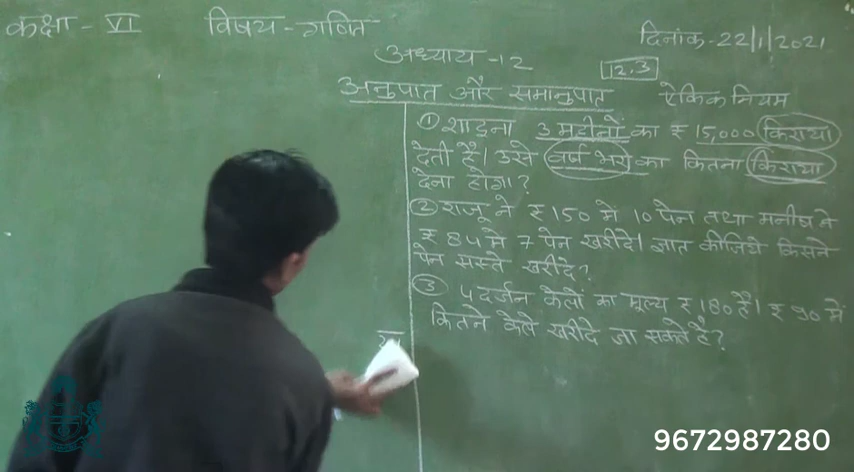 कक्षा - VI विषय - गणित दिनांक - 22/1/2021
अध्याय - 12
12.3
अनुपात और समानुपात ऐकिक नियम
① शाइना 3 महीनों का ₹ 15,000 किराया
देती है। उसे वर्ष भर का कितना किराया
देना होगा?
② राजू ने ₹ 150 में 10 पेन तथा मनीष ने
₹ 84 में 7 पेन खरीदे। ज्ञात कीजिये किसने
पेन सस्ते खरीदे?
③ 4 दर्जन केलों का मूल्य ₹ 180 है। ₹ 90 में
कितने केले खरीदे जा सकते है?
9672987280